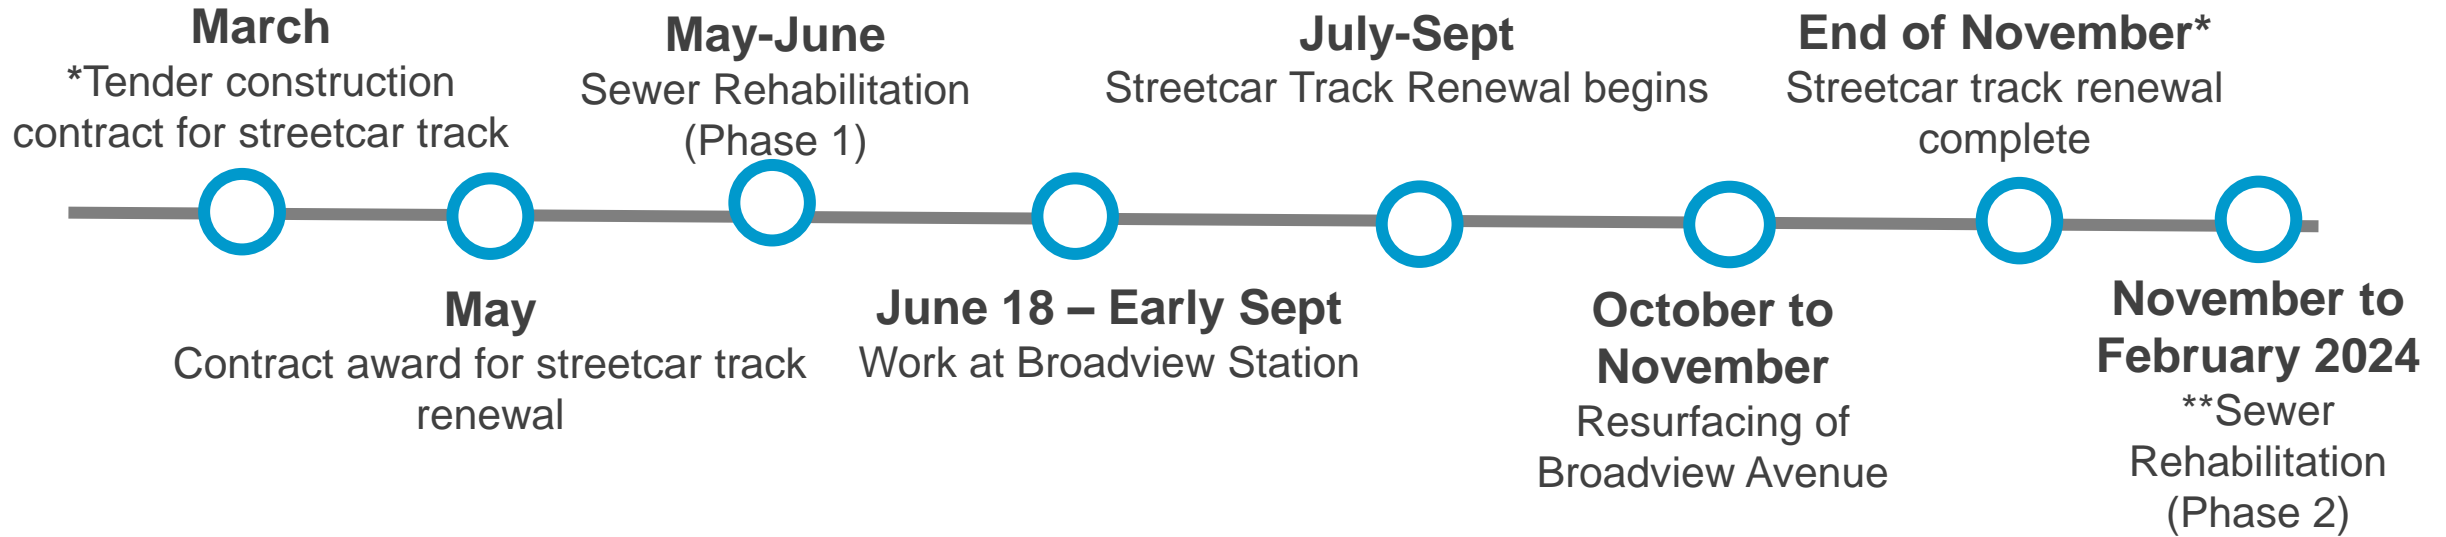 March
*Tender construction
contract for streetcar track
May
Contract award for streetcar track
renewal
May-June
Sewer Rehabilitation
(Phase 1)
June 18 – Early Sept
Work at Broadview Station
July-Sept
Streetcar Track Renewal begins
October to
November
Resurfacing of
Broadview Avenue
End of November*
Streetcar track renewal
complete
November to
February 2024
**Sewer
Rehabilitation
(Phase 2)